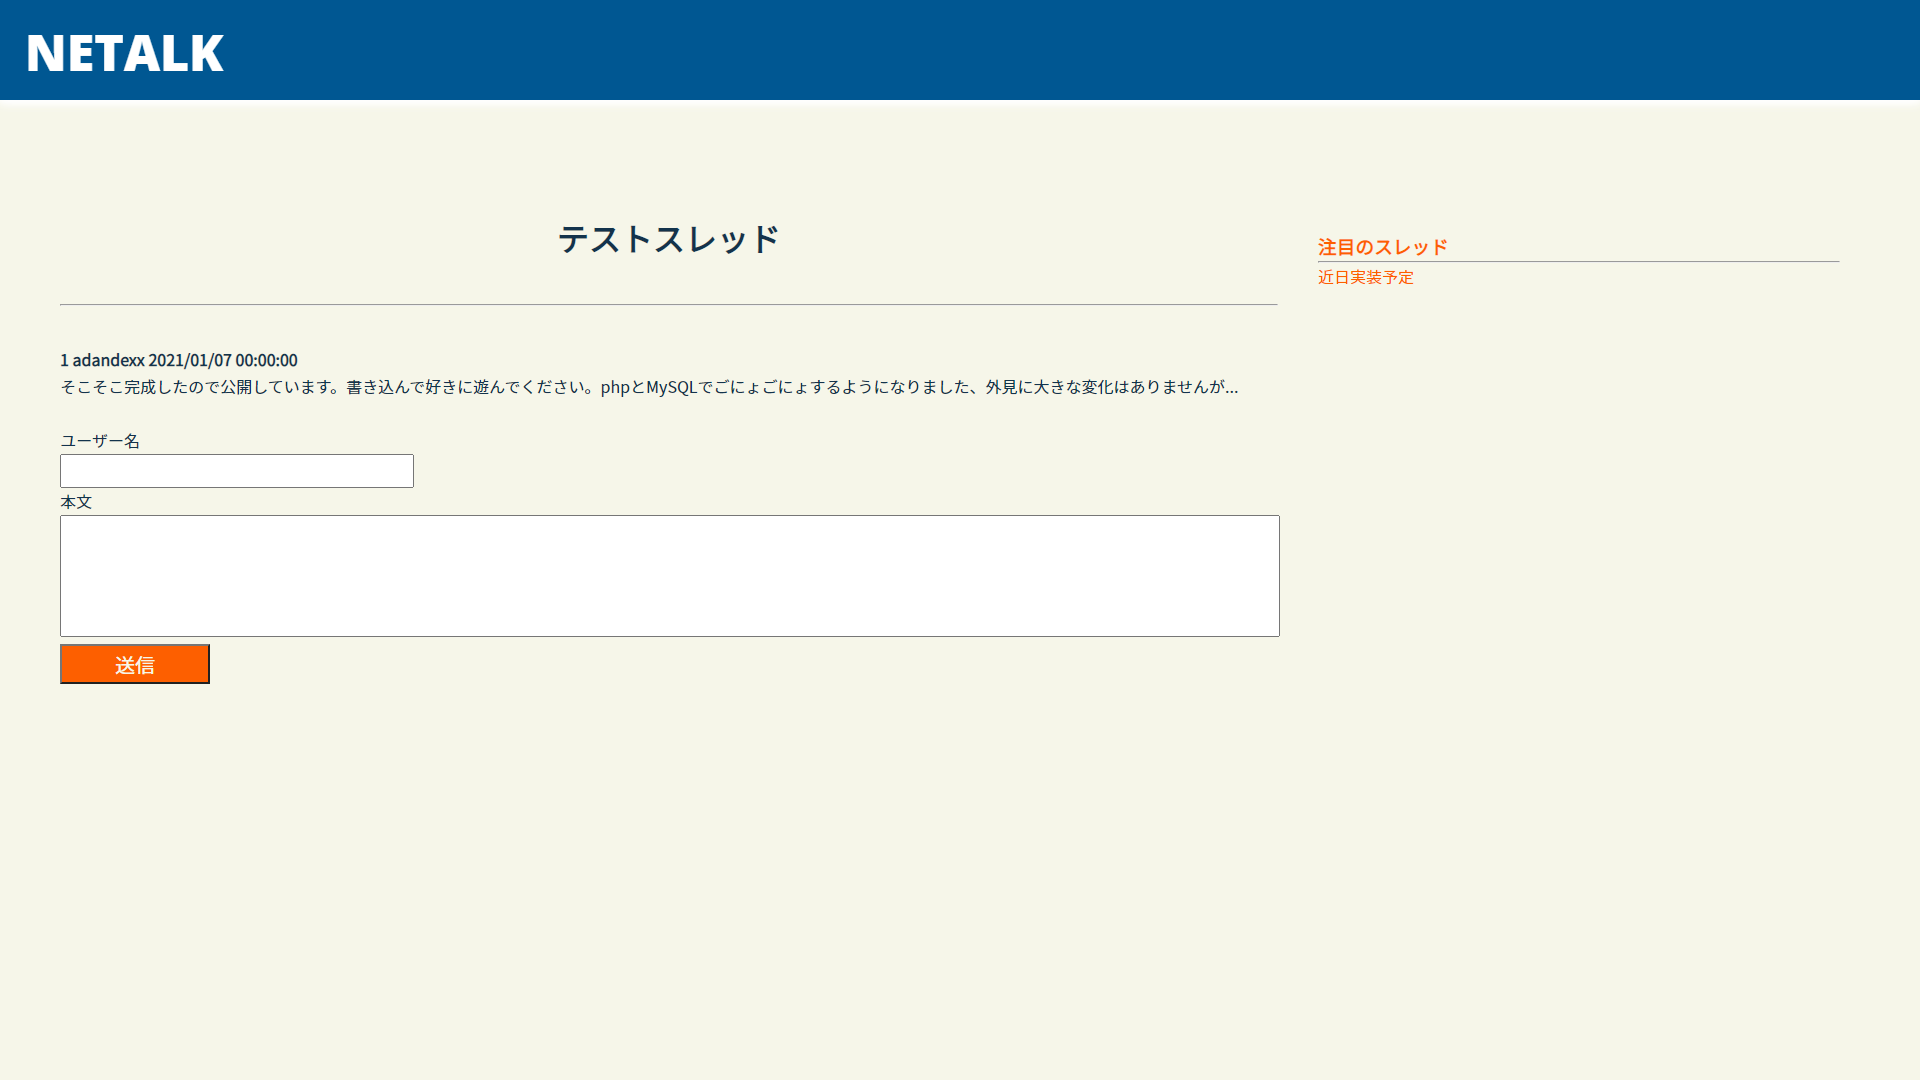 NETALK
テストスレッド
1 adandexx 2021/01/07 00:00:00
そこそこ完成したので公開しています。書き込んで好きに遊んでください。phpとMySQLでごにょごにょするようになりました、外見に大きな変化はありませんが...
ユーザー名
本文
送信
注目のスレッド
近日実装予定